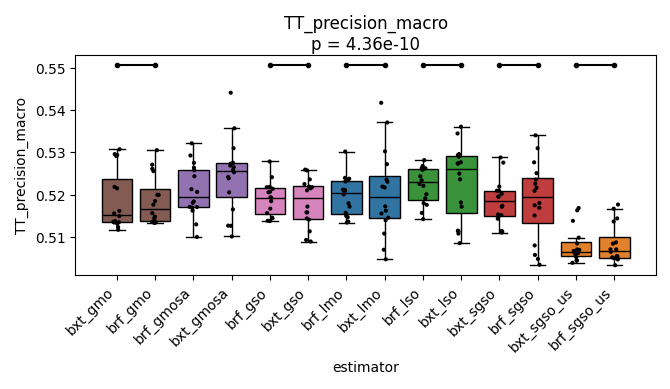 TT_precision_macro
p = 4.36e-10
TT_precision_macro
0.55
0.54
0.53
0.52
0.51
bxt_gmo
brf_gmo
brf_gmosa
bxt_gmosa
brf_gso
bxt_gso
brf_lmo
bxt_lmo
brf_lso
bxt_lso
bxt_sgso
brf_sgso
bxt_sgso_us
brf_sgso_us
estimator